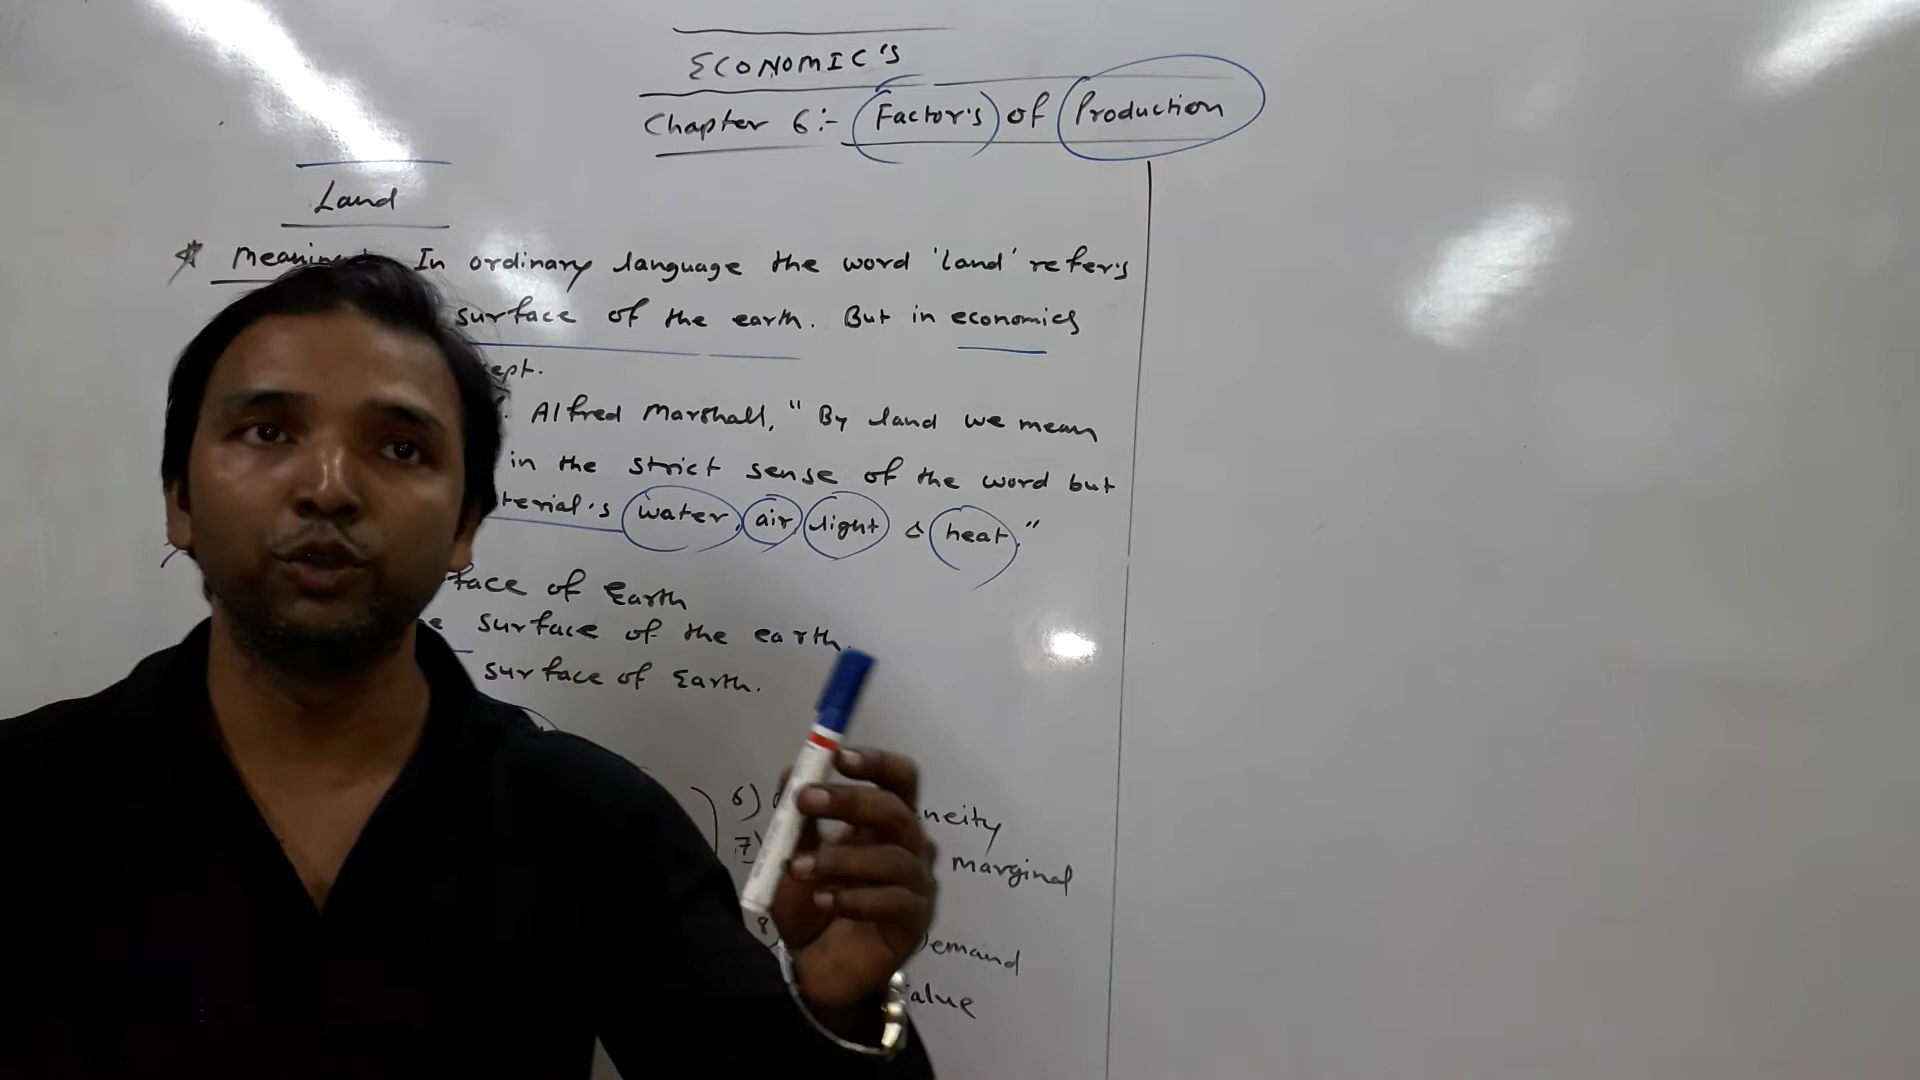 ECONOMIC'S
Chapter 6:- Factor's of Production
Land
Meaning In ordinary language the word 'land' refer's
surface of the earth. But in economics
ept.
Alfred Marshall, "By land we mean
in the strict sense of the word but
terial's water, air, light & heat."
face of Earth
surface of the earth.
surface of Earth.
6) neity
7) marginal
8) emand
alue